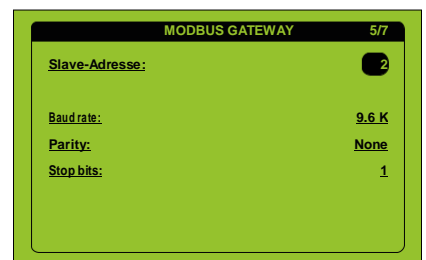 MODBUS GATEWAY 5/7
Slave-Adresse: 2
Baud rate: 9.6 K
Parity: None
Stop bits: 1